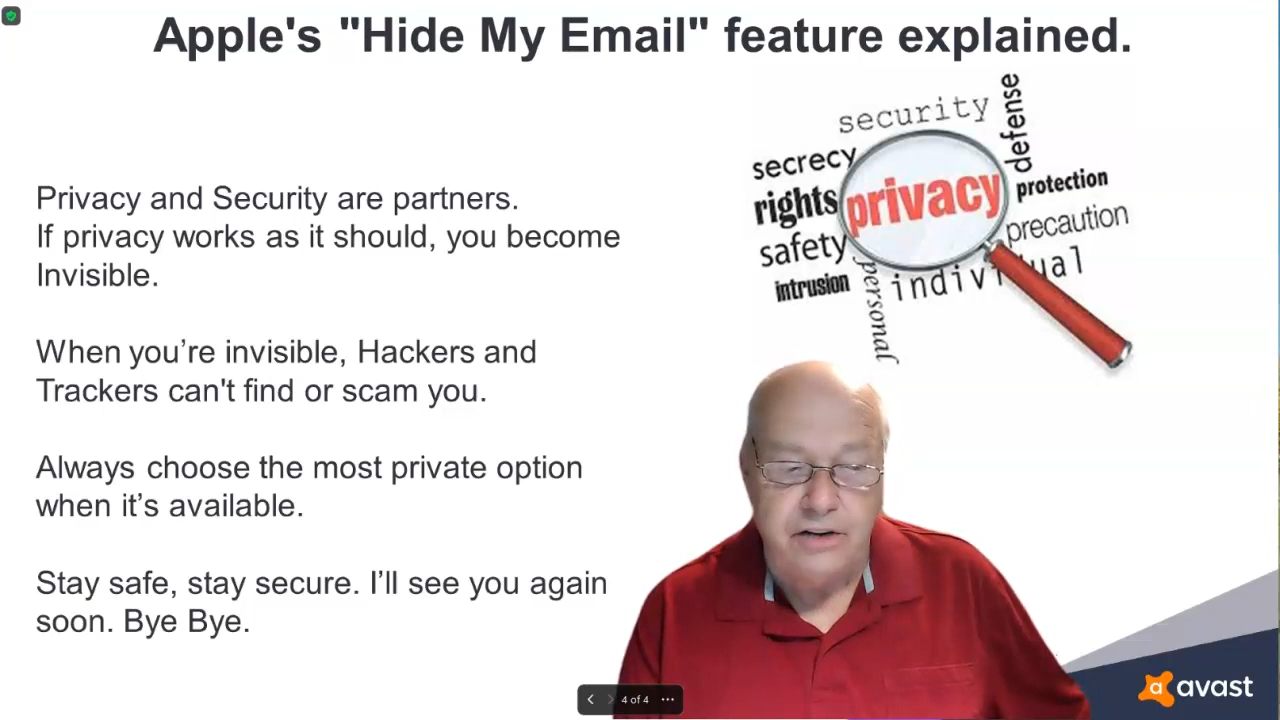 Apple's "Hide My Email" feature explained.
security
defense
secrecy
rights
privacy
protection
safety
precaution
intrusion
personal
Privacy and Security are partners.
If privacy works as it should, you become
Invisible.
When you’re invisible, Hackers and
Trackers can't find or scam you.
Always choose the most private option
when it’s available.
Stay safe, stay secure. I’ll see you again
soon. Bye Bye.
4 of 4
avast